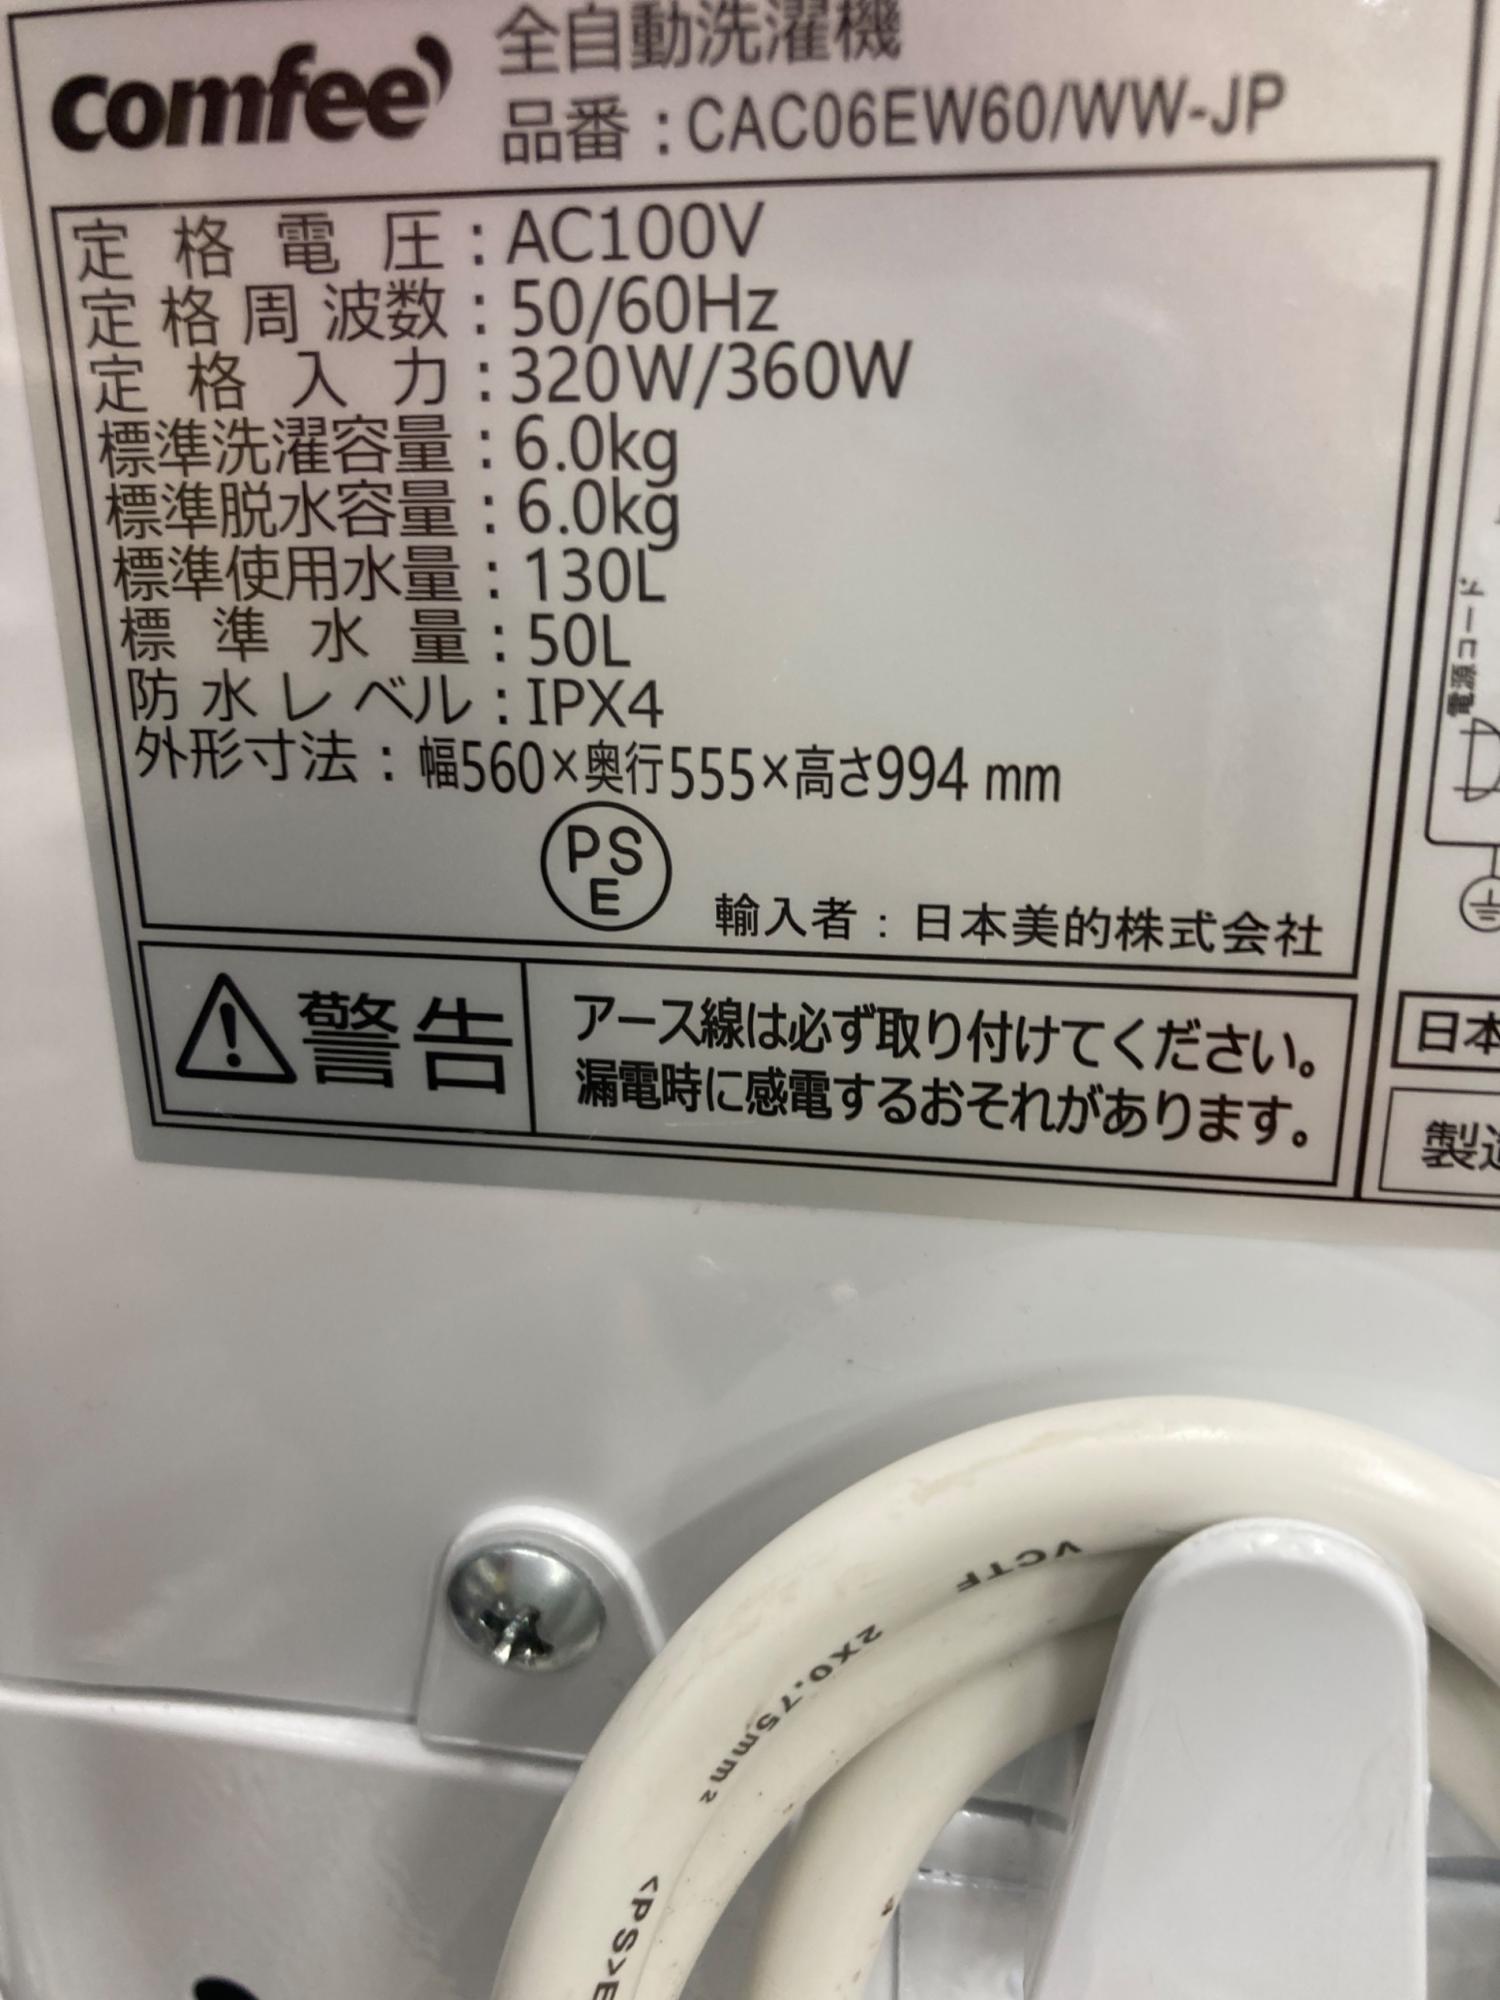 comfee'
全自動洗濯機
品番：CAC06EW60/WW-JP
定格電圧：AC100V
定格周波数：50/60Hz
定格入力：320W/360W
標準洗濯容量：6.0kg
標準脱水容量：6.0kg
標準使用水量：130L
標準水量：50L
防水レベル：IPX4
外形寸法：幅560×奥行555×高さ994 mm
PS
E
輸入者：日本美的株式会社
警告
アース線は必ず取り付けてください。
漏電時に感電するおそれがあります。
電源コード
日本
製造
VCTF
2X0.75mm²
<PS>E